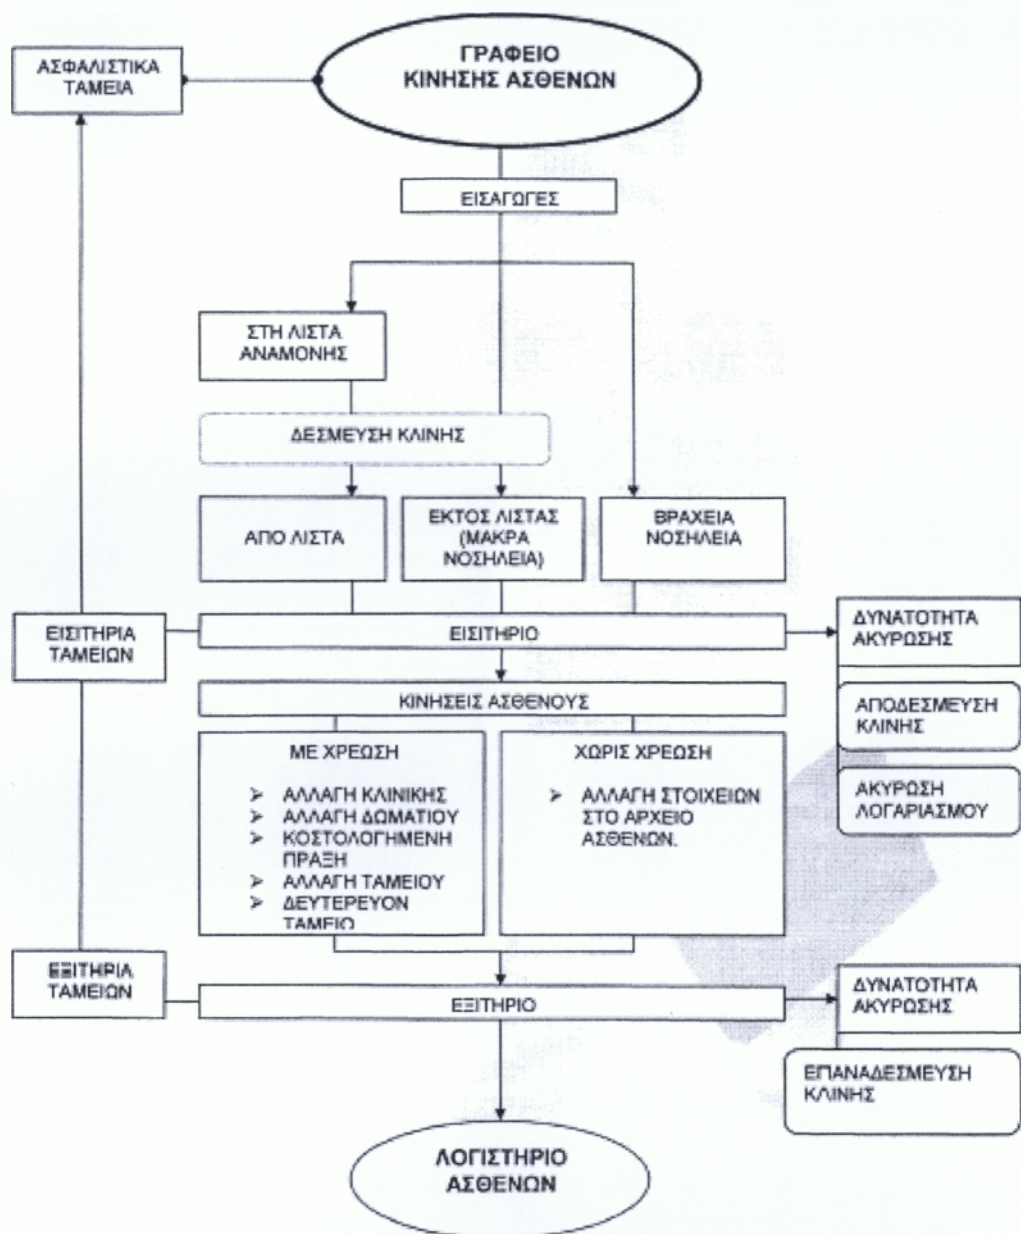 ΓΡΑΦΕΙΟ
ΚΙΝΗΣΗΣ ΑΣΘΕΝΩΝ
ΑΣΦΑΛΙΣΤΙΚΑ
ΤΑΜΕΙΑ
ΕΙΣΑΓΩΓΕΣ
ΣΤΗ ΛΙΣΤΑ
ΑΝΑΜΟΝΗΣ
ΔΕΣΜΕΥΣΗ ΚΛΙΝΗΣ
ΑΠΟ ΛΙΣΤΑ
ΕΚΤΟΣ ΛΙΣΤΑΣ
(ΜΑΚΡΑ
ΝΟΣΗΛΕΙΑ)
ΒΡΑΧΕΙΑ
ΝΟΣΗΛΕΙΑ
ΕΙΣΙΤΗΡΙΑ
ΤΑΜΕΙΩΝ
ΕΙΣΙΤΗΡΙΟ
ΔΥΝΑΤΟΤΗΤΑ
ΑΚΥΡΩΣΗΣ
ΚΙΝΗΣΕΙΣ ΑΣΘΕΝΟΥΣ
ΑΠΟΔΕΣΜΕΥΣΗ
ΚΛΙΝΗΣ
ΑΚΥΡΩΣΗ
ΛΟΓΑΡΙΑΣΜΟΥ
ΜΕ ΧΡΕΩΣΗ
➢ ΑΛΛΑΓΗ ΚΛΙΝΙΚΗΣ
➢ ΑΛΛΑΓΗ ΔΩΜΑΤΙΟΥ
➢ ΚΟΣΤΟΛΟΓΗΜΕΝΗ
ΠΡΑΞΗ
➢ ΑΛΛΑΓΗ ΤΑΜΕΙΟΥ
➢ ΔΕΥΤΕΡΕΥΟΝ
ΤΑΜΕΙΟ
ΧΩΡΙΣ ΧΡΕΩΣΗ
➢ ΑΛΛΑΓΗ ΣΤΟΙΧΕΙΩΝ
ΣΤΟ ΑΡΧΕΙΟ
ΑΣΘΕΝΩΝ.
ΕΞΙΤΗΡΙΑ
ΤΑΜΕΙΩΝ
ΕΞΙΤΗΡΙΟ
ΔΥΝΑΤΟΤΗΤΑ
ΑΚΥΡΩΣΗΣ
ΕΠΑΝΑΔΕΣΜΕΥΣΗ
ΚΛΙΝΗΣ
ΛΟΓΙΣΤΗΡΙΟ
ΑΣΘΕΝΩΝ